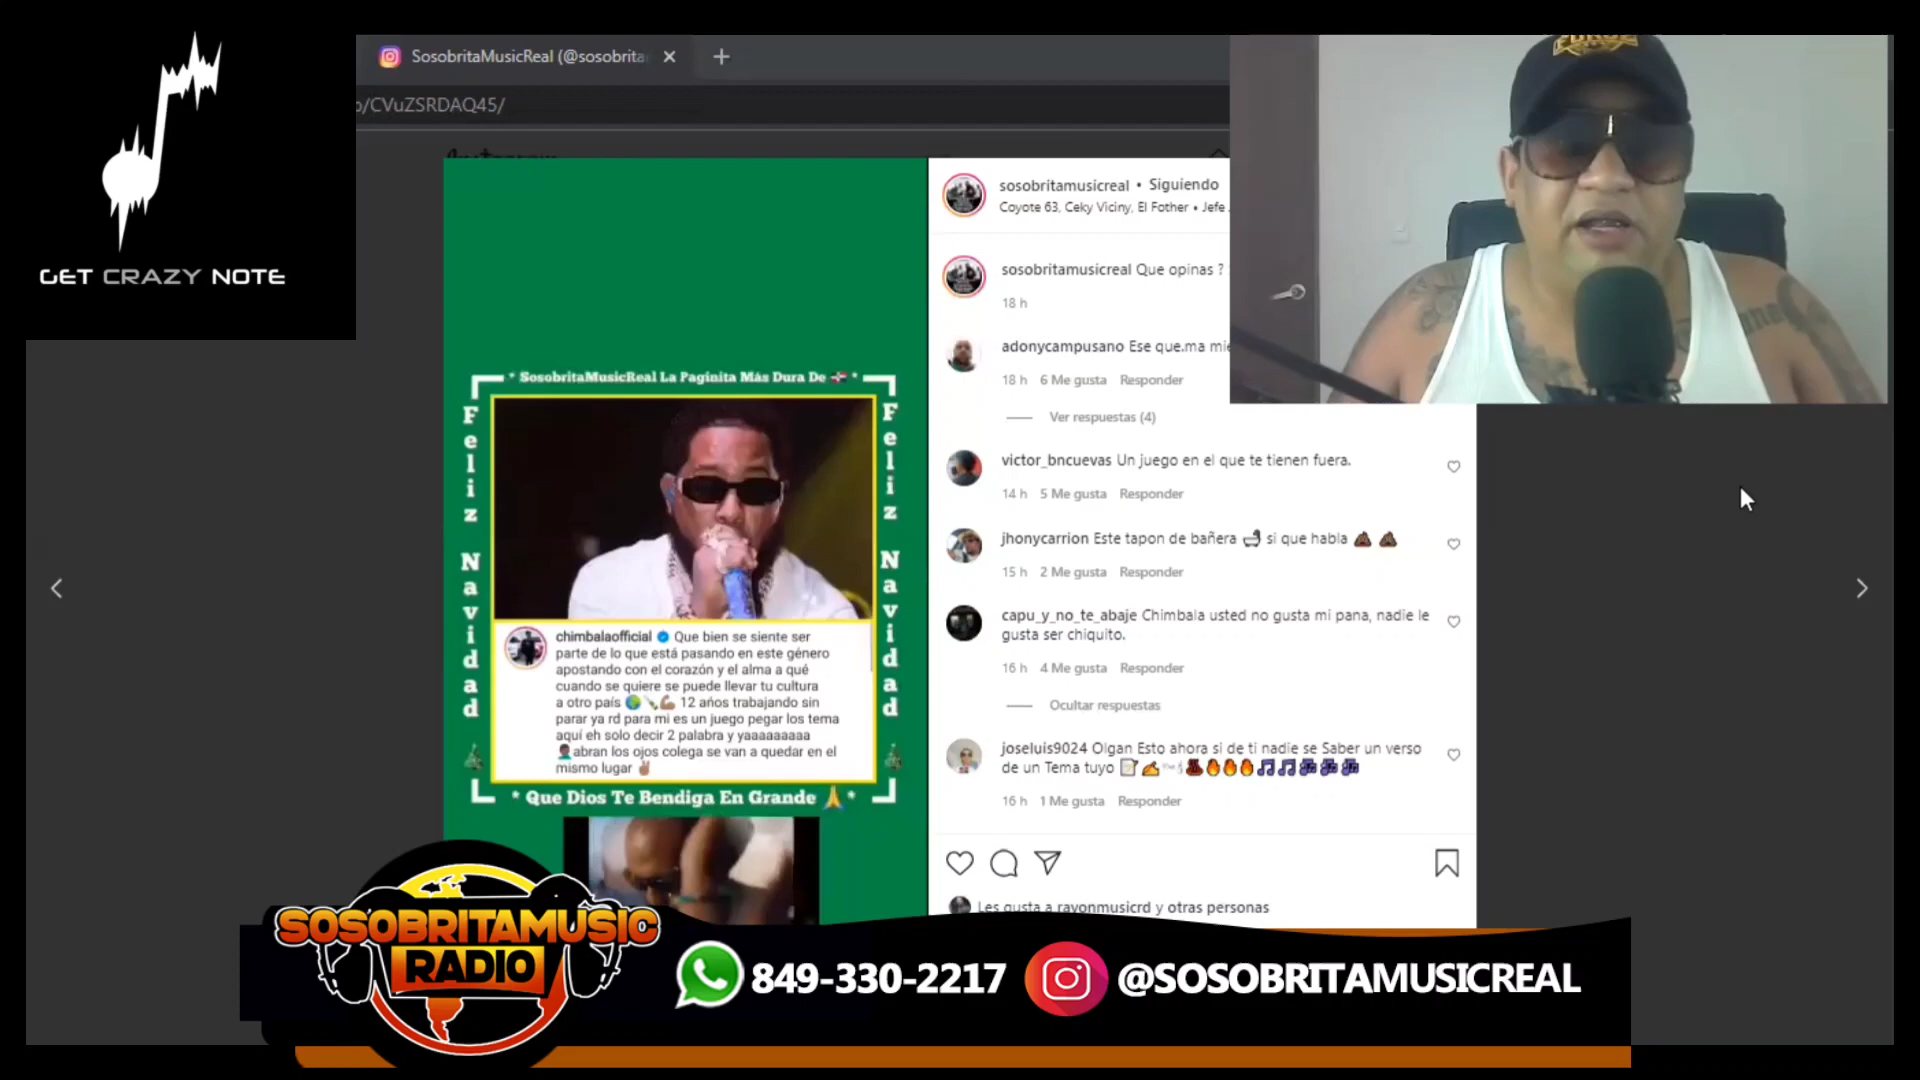 SosobritaMusicReal (@sosobrita
/CVuZSRDAQ45/
GET CRAZY NOTE
FORCE
* SosobritaMusicReal La Paginita Más Dura De 🇩🇴 *
Feliz Navidad
Feliz Navidad
chimbalaofficial Que bien se siente ser
parte de lo que está pasando en este género
apostando con el corazón y el alma a qué
cuando se quiere se puede llevar tu cultura
a otro país 🌍 💪🏽 12 años trabajando sin
parar ya rd para mi es un juego pegar los tema
aquí eh solo decir 2 palabra y yaaaaaaaaa
abran los ojos colega se van a quedar en el
mismo lugar ✌🏽
* Que Dios Te Bendiga En Grande 🙏 *
sosobritamusicreal • Siguiendo
Coyote 63, Ceky Viciny, El Fother • Jefe
sosobritamusicreal Que opinas ?
18 h
adonycampusano Ese que.ma mie
18 h 6 Me gusta Responder
Ver respuestas (4)
victor_bncuevas Un juego en el que te tienen fuera.
14 h 5 Me gusta Responder
jhonycarrion Este tapon de bañera 🛁 si que habla 💩 💩
15 h 2 Me gusta Responder
capu_y_no_te_abaje Chimbala usted no gusta mi pana, nadie le
gusta ser chiquito.
16 h 4 Me gusta Responder
Ocultar respuestas
joseluis9024 Olgan Esto ahora si de ti nadie se Saber un verso
de un Tema tuyo
16 h 1 Me gusta Responder
Les gusta a rayonmusicrd y otras personas
SOSOBRITAMUSIC
RADIO
849-330-2217
@SOSOBRITAMUSICREAL